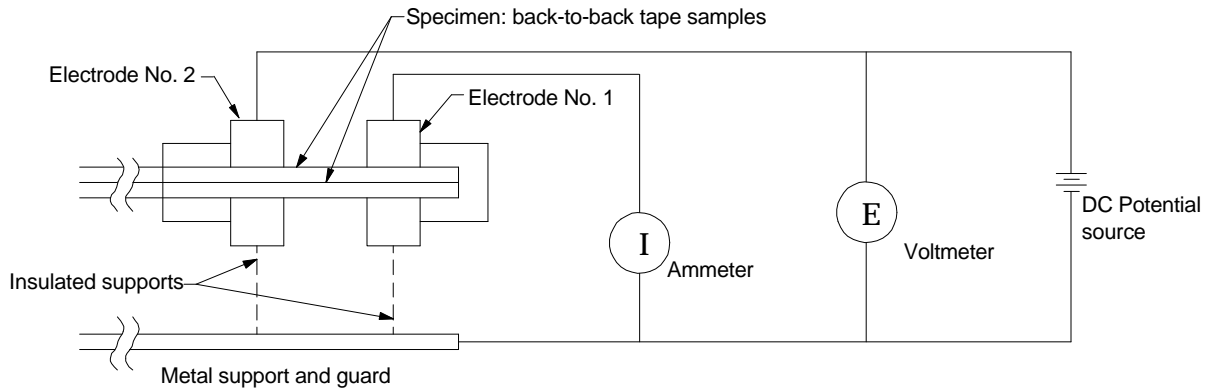 Specimen: back-to-back tape samples
Electrode No. 2
Electrode No. 1
I
Ammeter
E
Voltmeter
DC Potential
source
Insulated supports
Metal support and guard